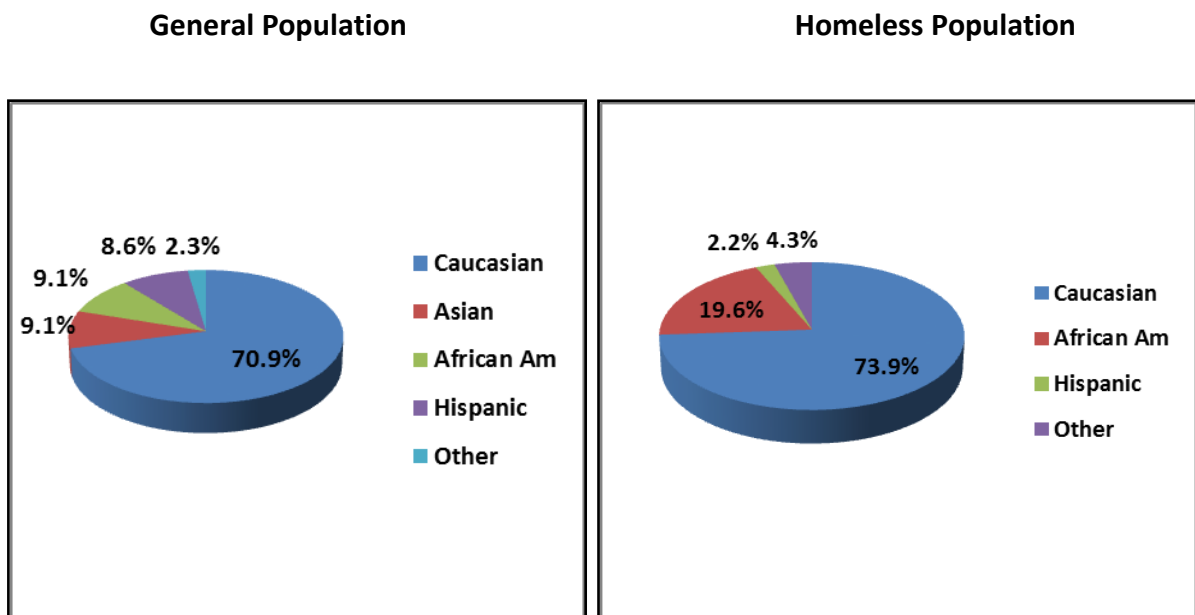 General Population
Homeless Population
8.6% 2.3%
9.1%
9.1%
70.9%
Caucasian
Asian
African Am
Hispanic
Other
2.2% 4.3%
19.6%
73.9%
Caucasian
African Am
Hispanic
Other